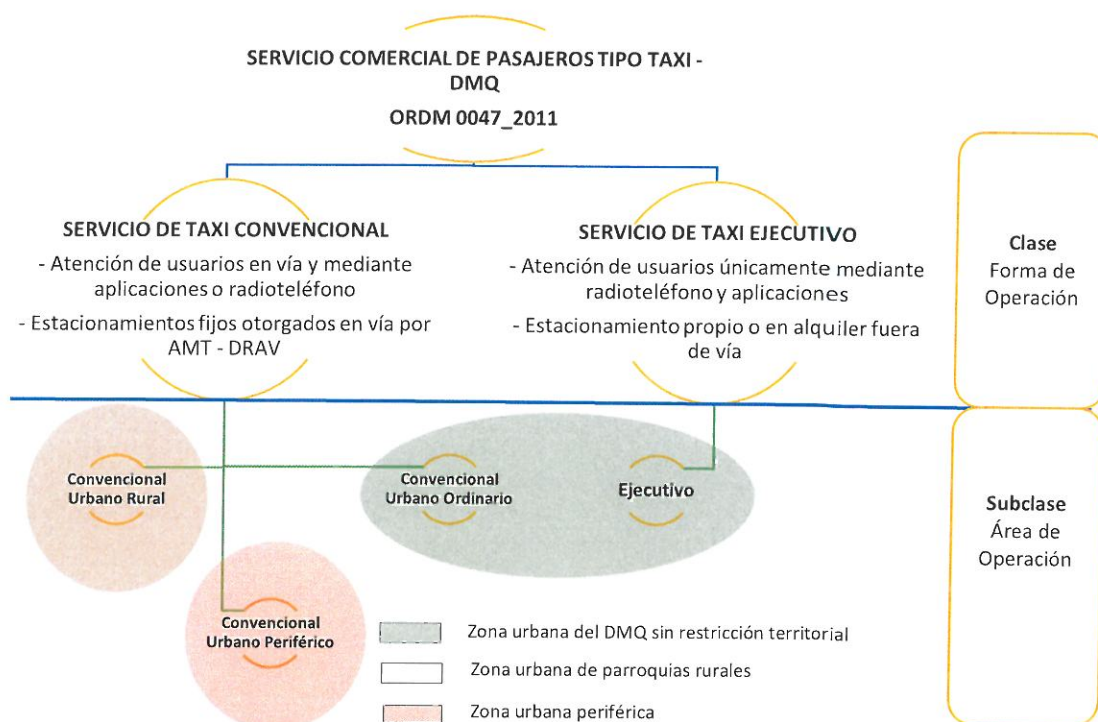 SERVICIO COMERCIAL DE PASAJEROS TIPO TAXI -
DMQ
ORDM 0047_2011
SERVICIO DE TAXI CONVENCIONAL
- Atención de usuarios en vía y mediante
aplicaciones o radioteléfono
- Estacionamientos fijos otorgados en vía por
AMT - DRAV
SERVICIO DE TAXI EJECUTIVO
- Atención de usuarios únicamente mediante
radioteléfono y aplicaciones
- Estacionamiento propio o en alquiler fuera
de vía
Clase
Forma de
Operación
Convencional
Urbano Rural
Convencional
Urbano Ordinario
Ejecutivo
Convencional
Urbano Periférico
Subclase
Área de
Operación
Zona urbana del DMQ sin restricción territorial
Zona urbana de parroquias rurales
Zona urbana periférica